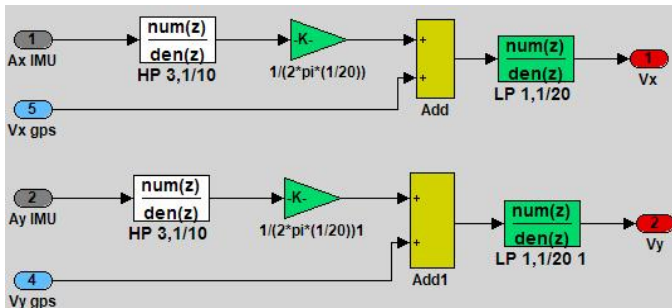 1
Ax IMU
num(z)
den(z)
HP 3,1/10
-K-
1/(2*pi*(1/20))
+
+
Add
num(z)
den(z)
LP 1,1/20
1
Vx
5
Vx gps
2
Ay IMU
num(z)
den(z)
HP 3,1/10
-K-
1/(2*pi*(1/20))1
+
+
Add1
num(z)
den(z)
LP 1,1/20 1
2
Vy
4
Vy gps